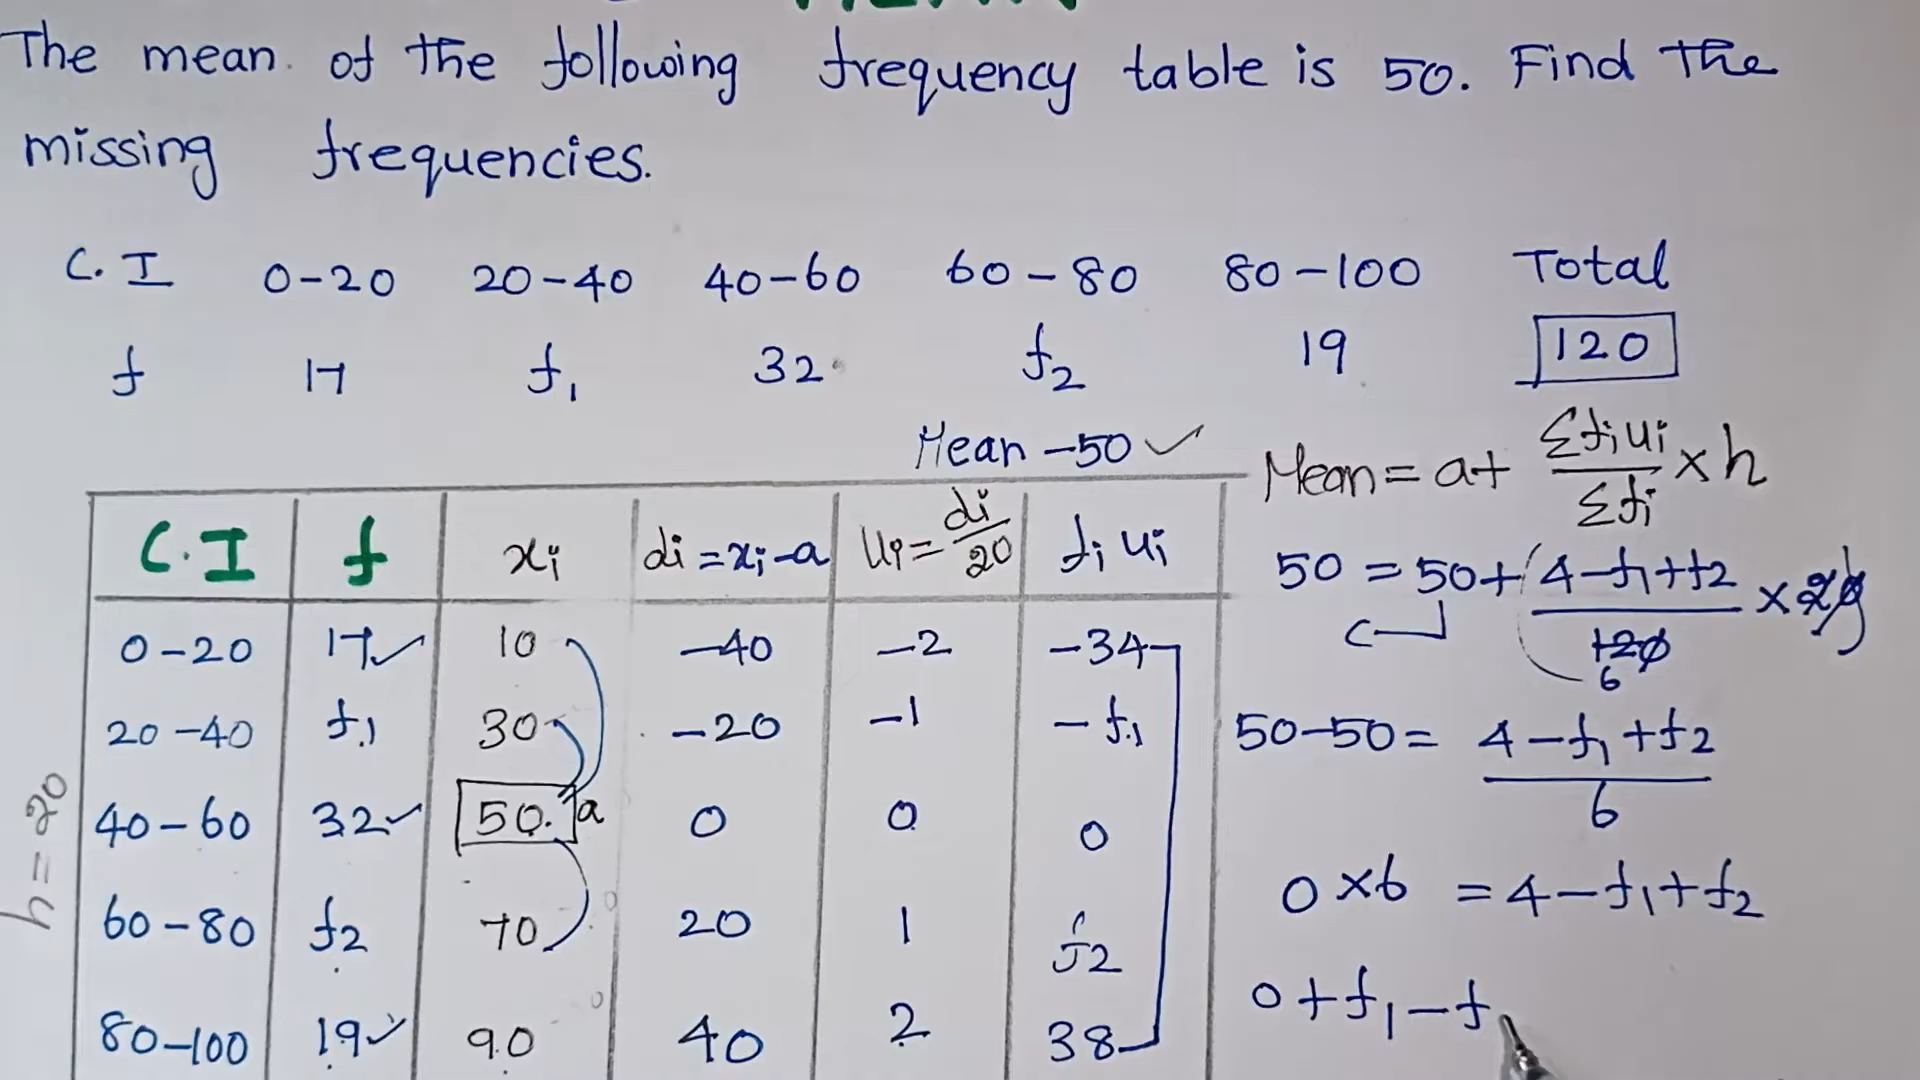 The mean of the following frequency table is 50. Find the
missing frequencies.
C.I 0-20 20-40 40-60 60-80 80-100 Total
f 17 f₁ 32 f₂ 19 120
Mean -50 ✓
Mean = a + Σfiui/Σfi × h
C.I f xi di = xi-a ui = di/20 fi ui
0-20 17✓ 10 -40 -2 -34
20-40 f₁ 30 -20 -1 -f₁
40-60 32✓ 50. a 0 0 0
60-80 f₂ 70 20 1 f₂
80-100 19✓ 90 40 2 38
h = 20
50 = 50 + (4-f₁+f₂)/120 × 20
6
50-50 = (4-f₁+f₂)/6
0 × 6 = 4-f₁+f₂
0+f₁-f